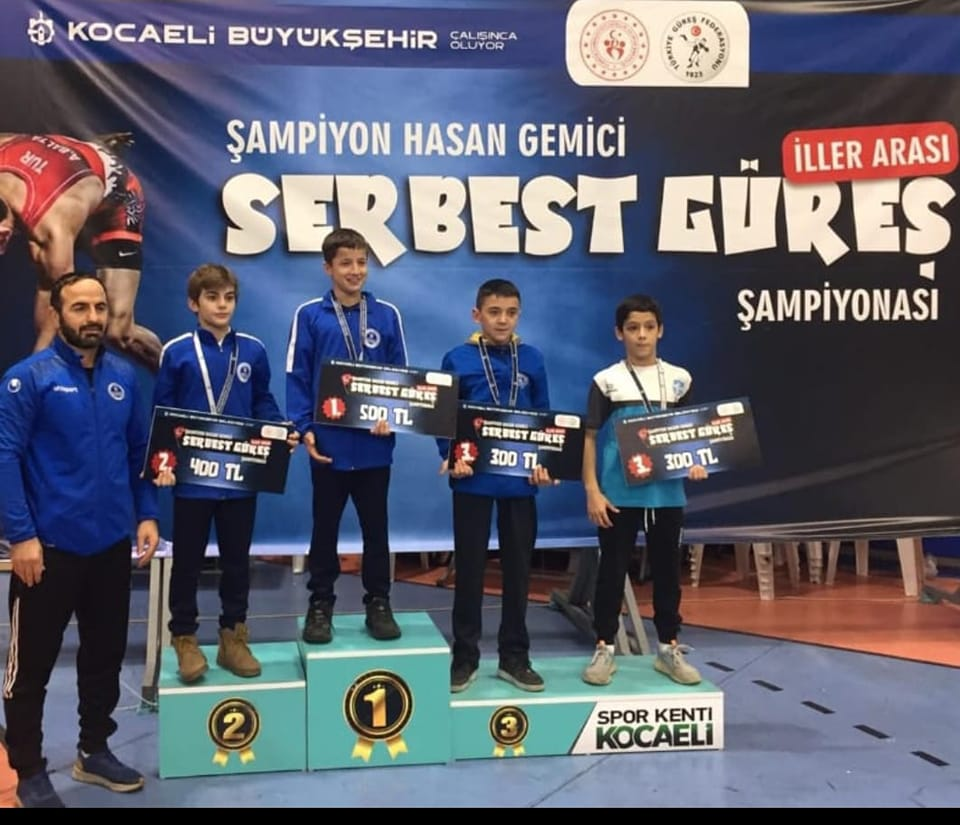 KOCAELİ BÜYÜKŞEHİR ÇALIŞINCA OLUYOR
TÜRKİYE GÜREŞ FEDERASYONU
1923
ŞAMPİYON HASAN GEMİCİ
İLLER ARASI
SERBEST GÜREŞ
ŞAMPİYONASI
A.BALTA
TUR
uhlsport
SERBEST GÜREŞ
1. 500 TL
SERBEST GÜREŞ
2. 400 TL
SERBEST GÜREŞ
3. 300 TL
SERBEST GÜREŞ
3. 300 TL
2
1
3
SPOR KENTİ
KOCAELİ